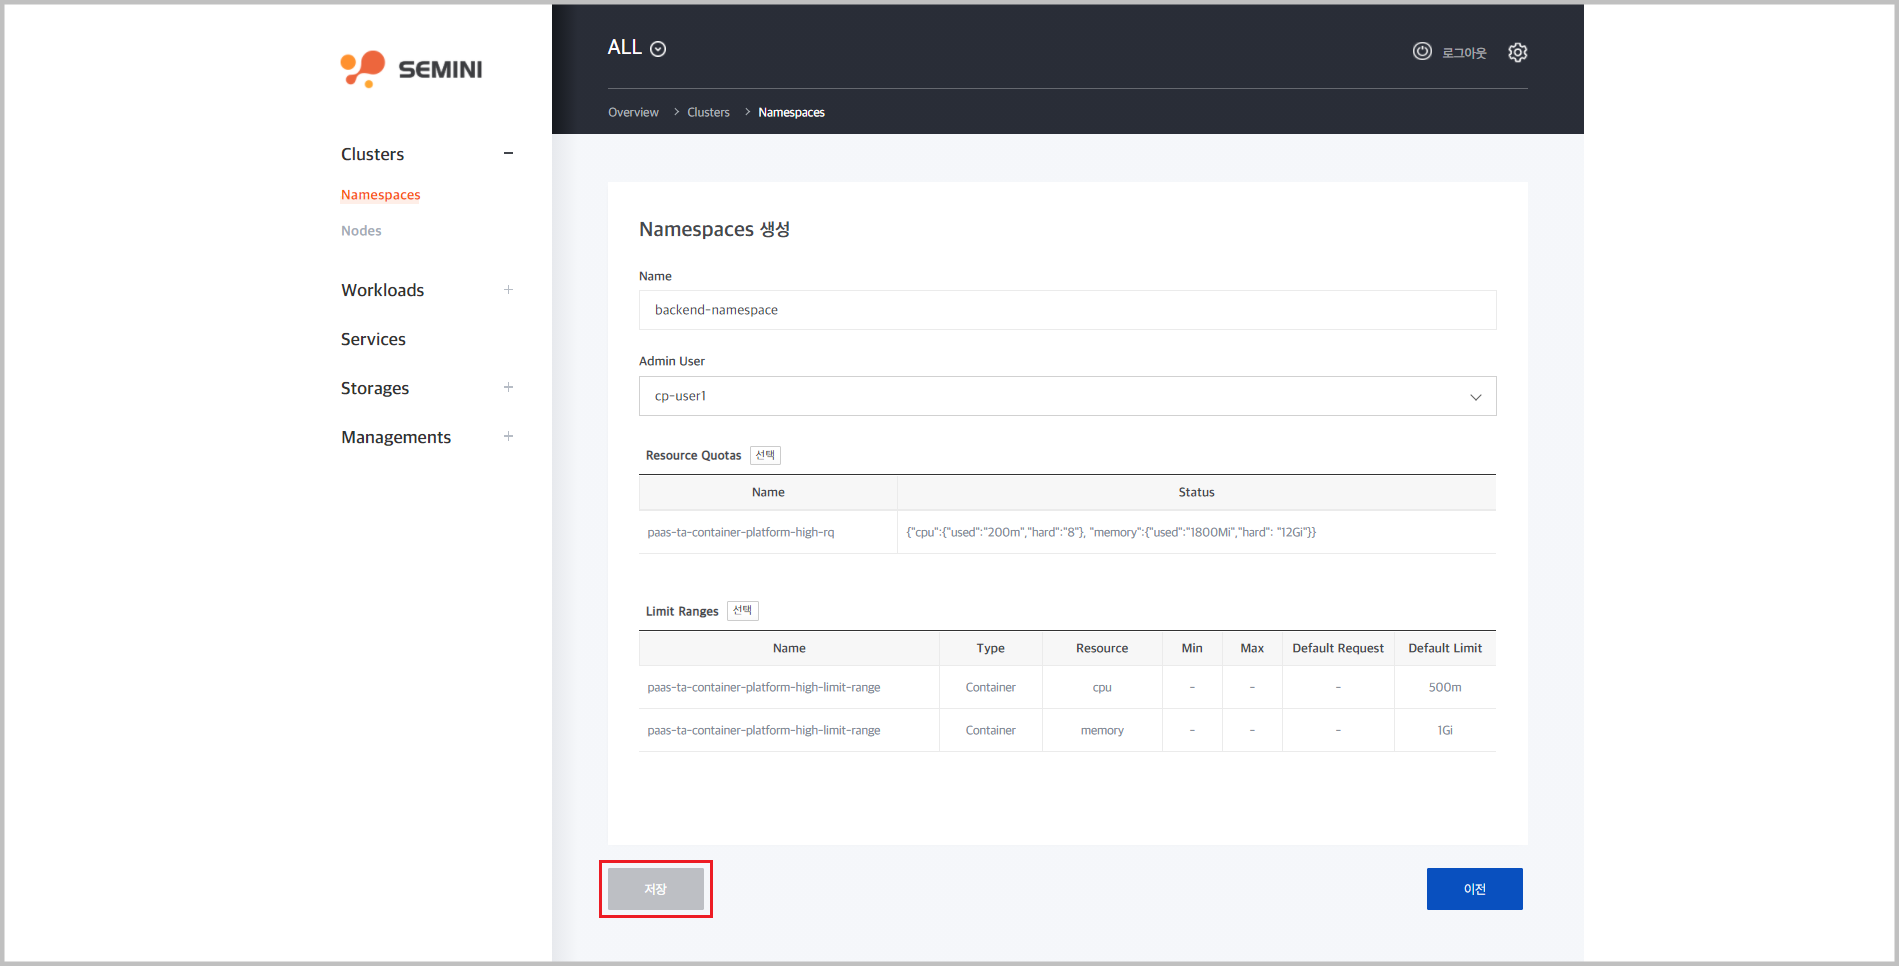 SEMINI
Clusters
Namespaces
Nodes
Workloads
Services
Storages
Managements
ALL
로그아웃
Overview > Clusters > Namespaces
Namespaces 생성
Name
backend-namespace
Admin User
cp-user1
Resource Quotas 선택
Name Status
paas-ta-container-platform-high-rq {"cpu":{"used":"200m","hard":"8"}, "memory":{"used":"1800Mi","hard": "12Gi"}}
Limit Ranges 선택
Name Type Resource Min Max Default Request Default Limit
paas-ta-container-platform-high-limit-range Container cpu - - - 500m
paas-ta-container-platform-high-limit-range Container memory - - - 1Gi
저장 이전